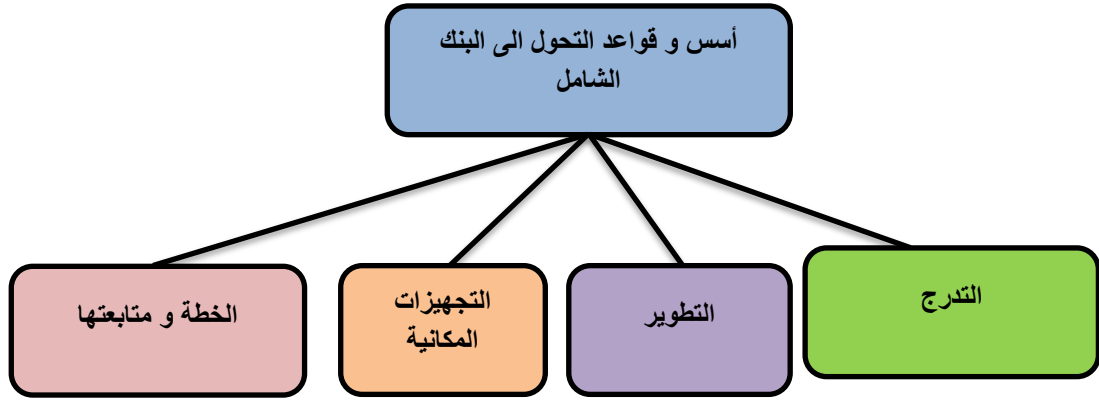 أسس و قواعد التحول الى البنك
الشامل
التدرج
التطوير
التجهيزات
المكانية
الخطة و متابعتها